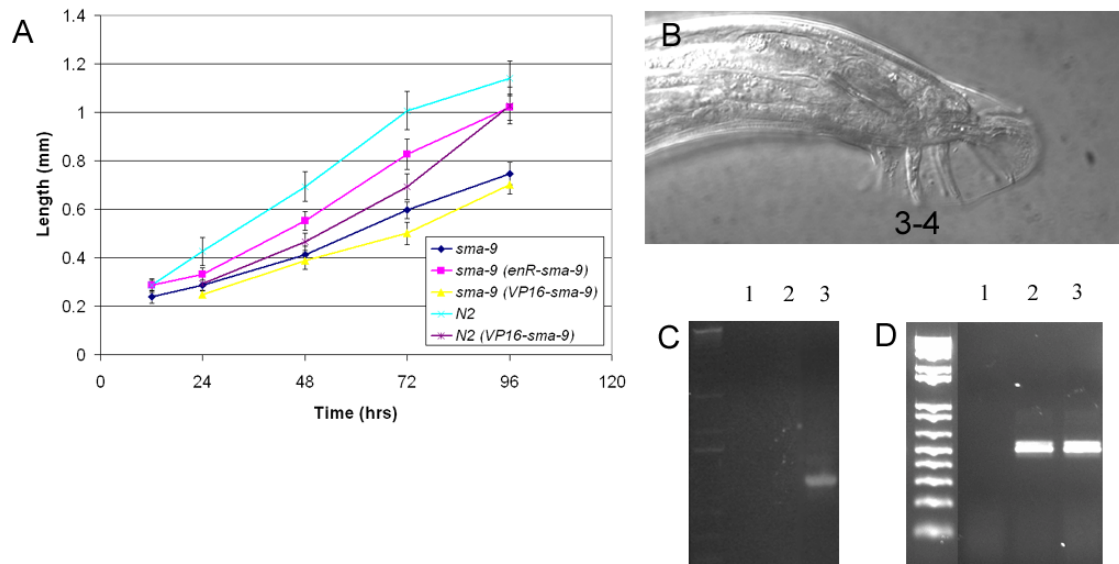 A
1.4
1.2
1
0.8
0.6
0.4
0.2
0
Length (mm)
0 24 48 72 96 120
Time (hrs)
sma-9
sma-9 (enR-sma-9)
sma-9 (VP16-sma-9)
N2
N2 (VP16-sma-9)
B
3-4
C
1 2 3
D
1 2 3